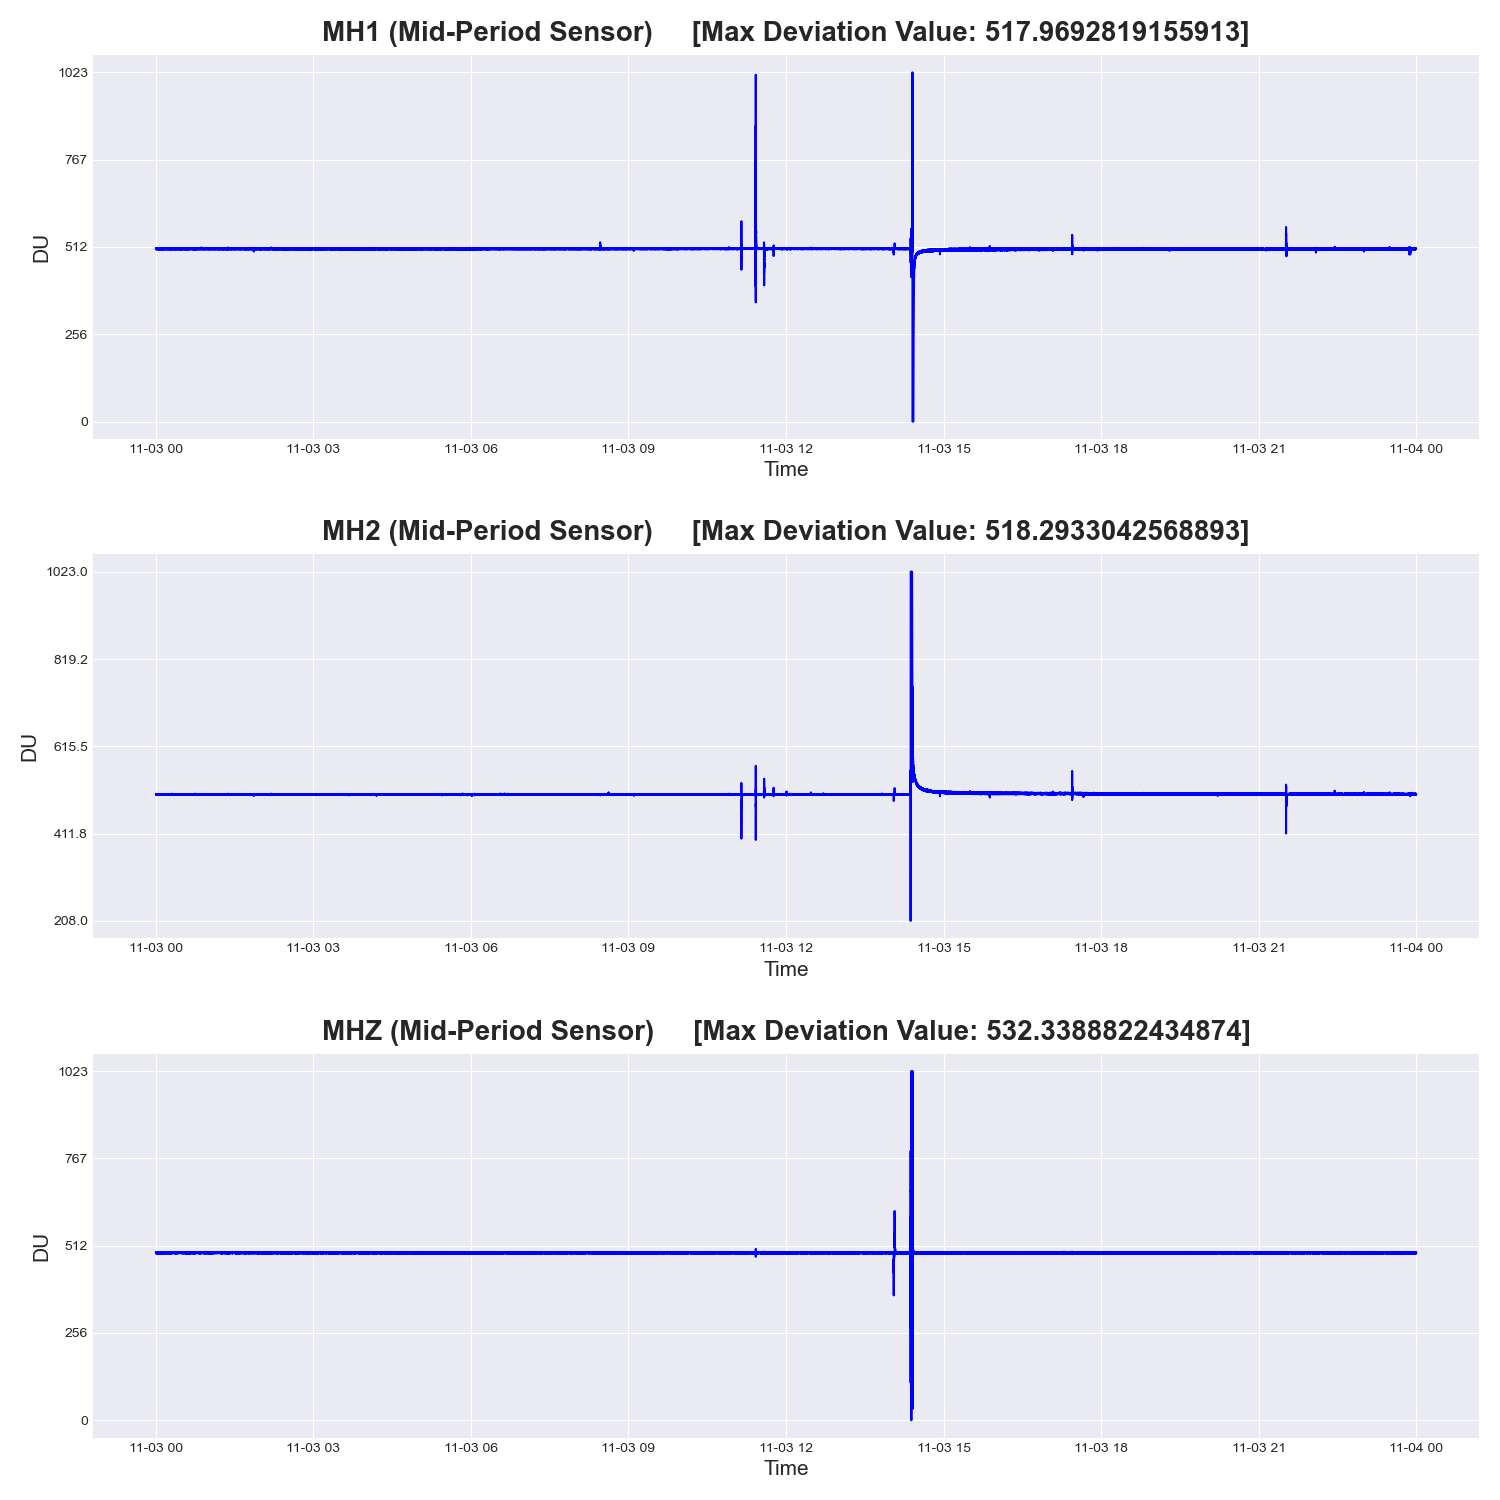 MH1 (Mid-Period Sensor) [Max Deviation Value: 517.9692819155913]
1023
767
512
256
0
DU
11-03 00 11-03 03 11-03 06 11-03 09 11-03 12 11-03 15 11-03 18 11-03 21 11-04 00
Time
MH2 (Mid-Period Sensor) [Max Deviation Value: 518.2933042568893]
1023.0
819.2
615.5
411.8
208.0
DU
11-03 00 11-03 03 11-03 06 11-03 09 11-03 12 11-03 15 11-03 18 11-03 21 11-04 00
Time
MHZ (Mid-Period Sensor) [Max Deviation Value: 532.3388822434874]
1023
767
512
256
0
DU
11-03 00 11-03 03 11-03 06 11-03 09 11-03 12 11-03 15 11-03 18 11-03 21 11-04 00
Time